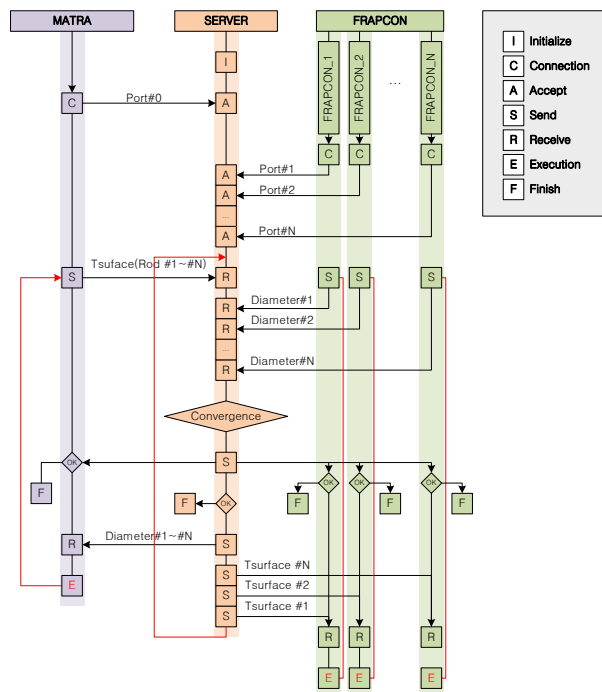 MATRA SERVER FRAPCON
I
FRAPCON_1 FRAPCON_2 ... FRAPCON_N
C Port#0 A
C C C
Port#1
A
Port#2
A
...
Port#N
A
Tsuface(Rod #1~#N)
S R S S S
Diameter#1
R
Diameter#2
R
...
Diameter#N
R
Convergence
OK S
OK OK OK
F F OK F F F
Diameter#1~#N
R S
Tsurface #N
S
Tsurface #2
E S
Tsurface #1
S
R R R
E E E
I Initialize
C Connection
A Accept
S Send
R Receive
E Execution
F Finish